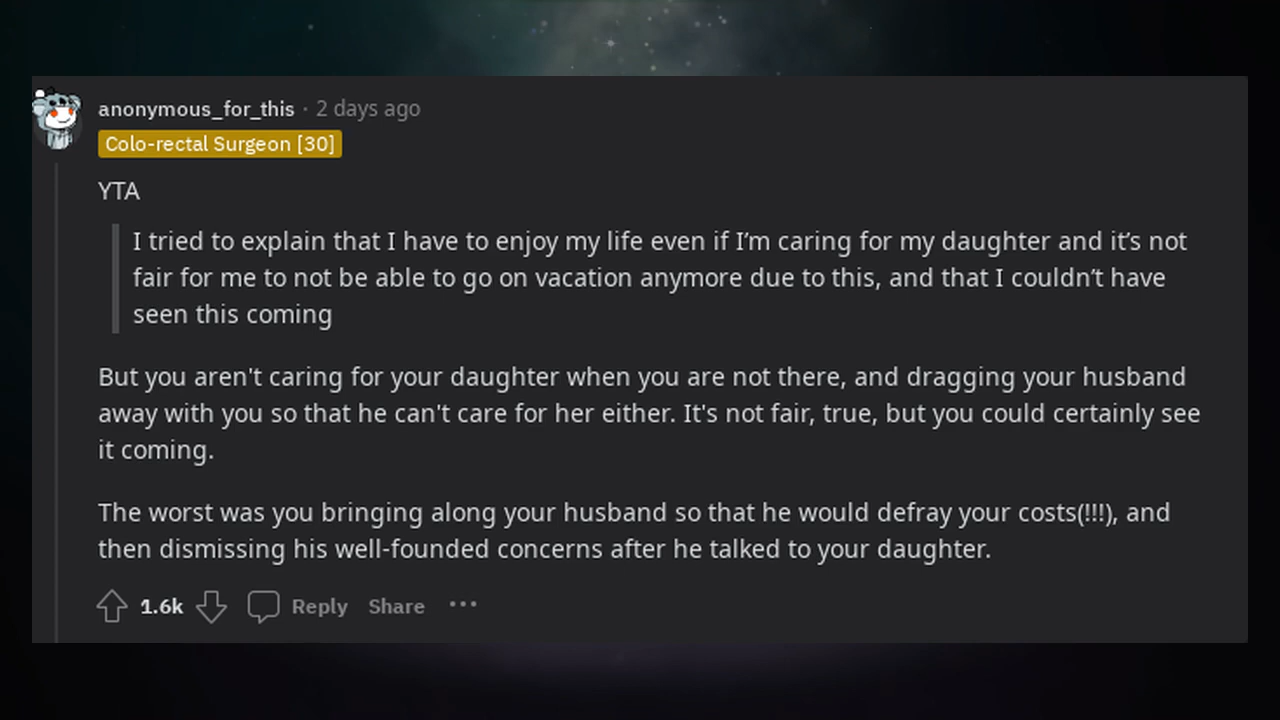 anonymous_for_this · 2 days ago
Colo-rectal Surgeon [30]
YTA
I tried to explain that I have to enjoy my life even if I’m caring for my daughter and it’s not
fair for me to not be able to go on vacation anymore due to this, and that I couldn’t have
seen this coming
But you aren't caring for your daughter when you are not there, and dragging your husband
away with you so that he can't care for her either. It's not fair, true, but you could certainly see
it coming.
The worst was you bringing along your husband so that he would defray your costs(!!!), and
then dismissing his well-founded concerns after he talked to your daughter.
1.6k Reply Share ···